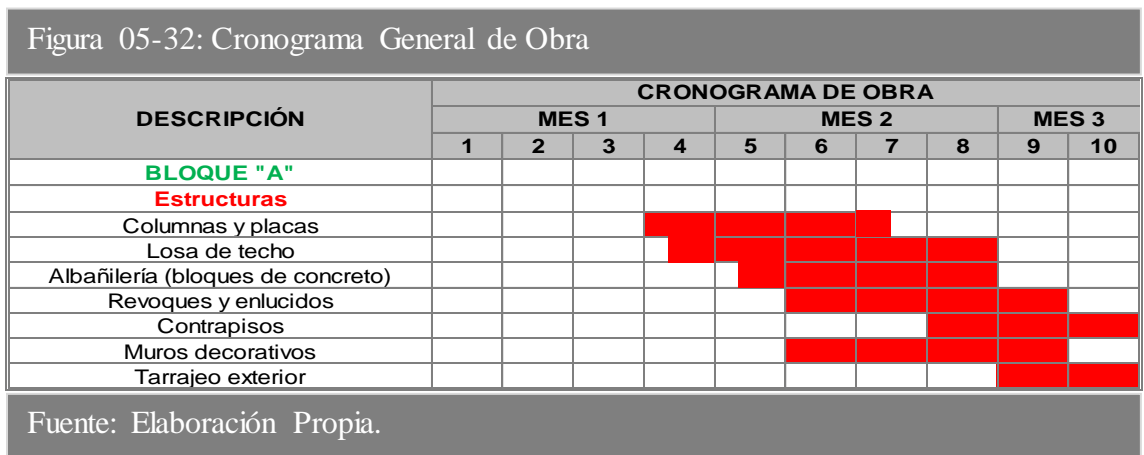 Figura 05-32: Cronograma General de Obra
CRONOGRAMA DE OBRA
DESCRIPCIÓN MES 1 MES 2 MES 3
1 2 3 4 5 6 7 8 9 10
BLOQUE "A"
Estructuras
Columnas y placas
Losa de techo
Albañilería (bloques de concreto)
Revoques y enlucidos
Contrapisos
Muros decorativos
Tarrajeo exterior
Fuente: Elaboración Propia.